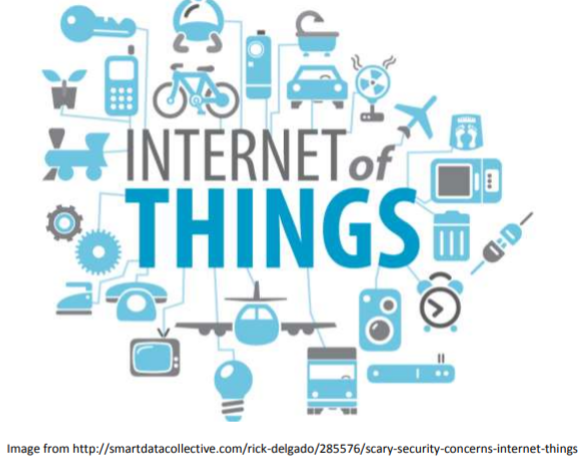 INTERNET of
THINGS
Image from http://smartdatacollective.com/rick-delgado/285576/scary-security-concerns-internet-things